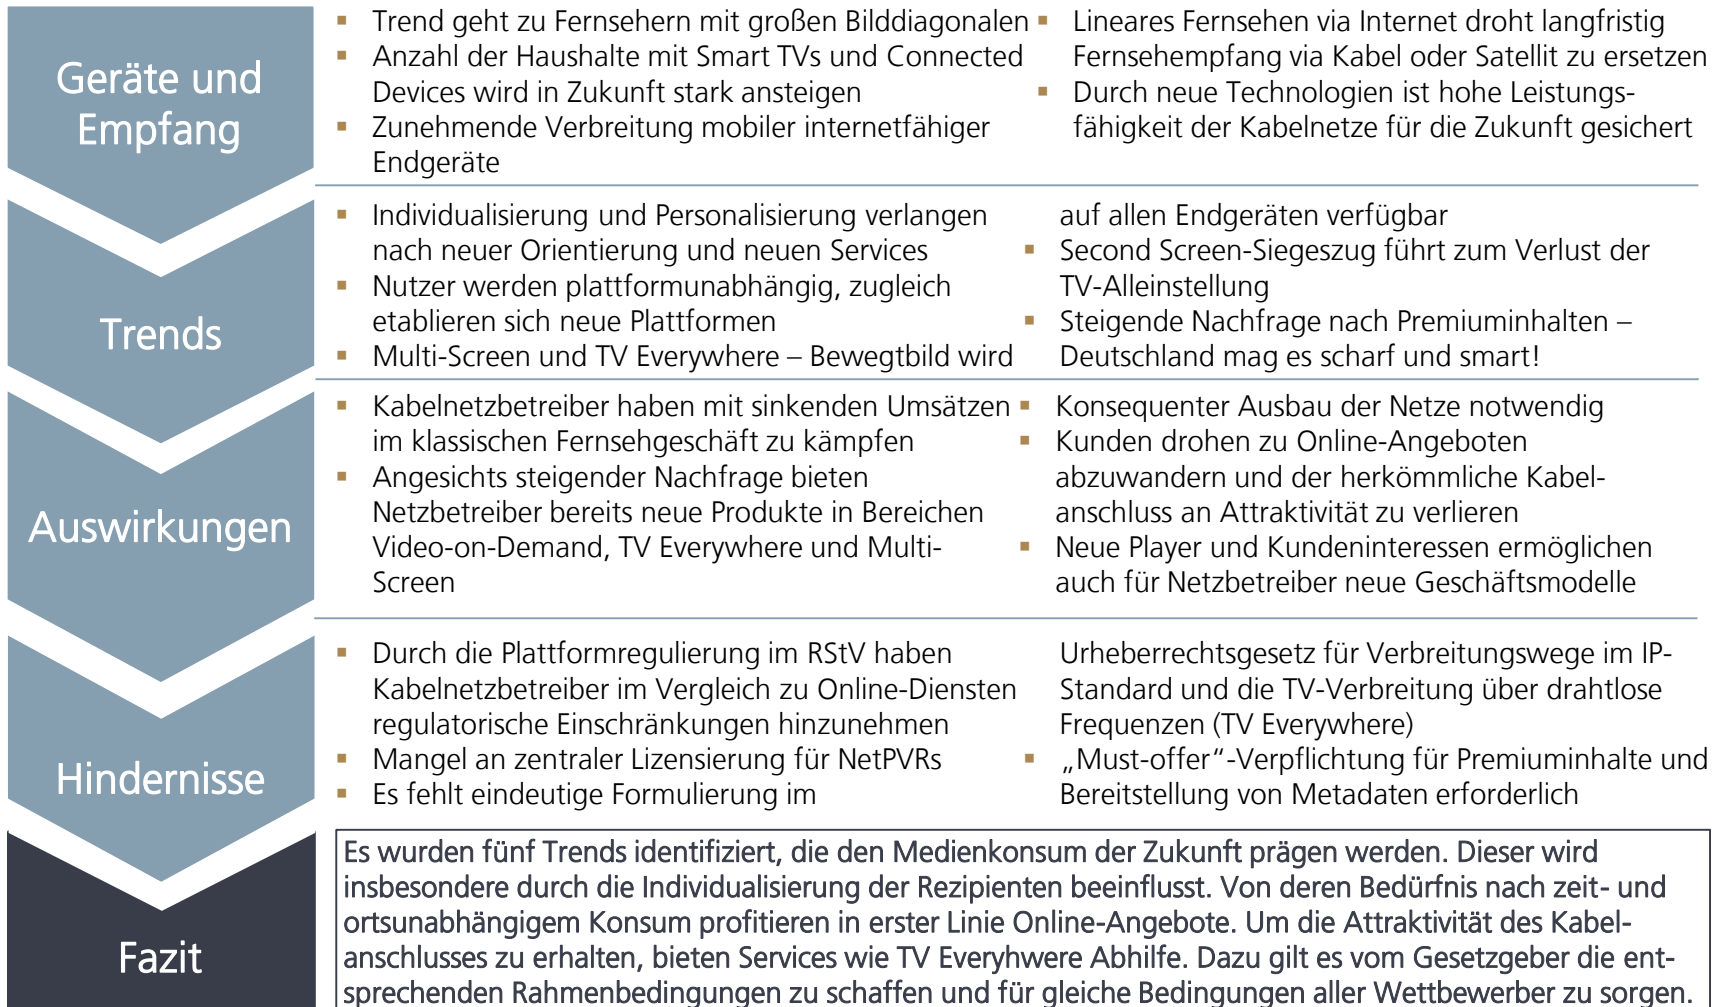 Geräte und
Empfang
▪ Trend geht zu Fernsehern mit großen Bilddiagonalen
▪ Anzahl der Haushalte mit Smart TVs und Connected
Devices wird in Zukunft stark ansteigen
▪ Zunehmende Verbreitung mobiler internetfähiger
Endgeräte
▪ Lineares Fernsehen via Internet droht langfristig
Fernsehempfang via Kabel oder Satellit zu ersetzen
▪ Durch neue Technologien ist hohe Leistungs-
fähigkeit der Kabelnetze für die Zukunft gesichert
Trends
▪ Individualisierung und Personalisierung verlangen
nach neuer Orientierung und neuen Services
▪ Nutzer werden plattformunabhängig, zugleich
etablieren sich neue Plattformen
▪ Multi-Screen und TV Everywhere – Bewegtbild wird
auf allen Endgeräten verfügbar
▪ Second Screen-Siegeszug führt zum Verlust der
TV-Alleinstellung
▪ Steigende Nachfrage nach Premiuminhalten –
Deutschland mag es scharf und smart!
Auswirkungen
▪ Kabelnetzbetreiber haben mit sinkenden Umsätzen
im klassischen Fernsehgeschäft zu kämpfen
▪ Angesichts steigender Nachfrage bieten
Netzbetreiber bereits neue Produkte in Bereichen
Video-on-Demand, TV Everywhere und Multi-
Screen
▪ Konsequenter Ausbau der Netze notwendig
▪ Kunden drohen zu Online-Angeboten
abzuwandern und der herkömmliche Kabel-
anschluss an Attraktivität zu verlieren
▪ Neue Player und Kundeninteressen ermöglichen
auch für Netzbetreiber neue Geschäftsmodelle
Hindernisse
▪ Durch die Plattformregulierung im RStV haben
Kabelnetzbetreiber im Vergleich zu Online-Diensten
regulatorische Einschränkungen hinzunehmen
▪ Mangel an zentraler Lizensierung für NetPVRs
▪ Es fehlt eindeutige Formulierung im
Urheberrechtsgesetz für Verbreitungswege im IP-
Standard und die TV-Verbreitung über drahtlose
Frequenzen (TV Everywhere)
▪ „Must-offer“-Verpflichtung für Premiuminhalte und
Bereitstellung von Metadaten erforderlich
Fazit
Es wurden fünf Trends identifiziert, die den Medienkonsum der Zukunft prägen werden. Dieser wird
insbesondere durch die Individualisierung der Rezipienten beeinflusst. Von deren Bedürfnis nach zeit- und
ortsunabhängigem Konsum profitieren in erster Linie Online-Angebote. Um die Attraktivität des Kabel-
anschlusses zu erhalten, bieten Services wie TV Everyhwere Abhilfe. Dazu gilt es vom Gesetzgeber die ent-
sprechenden Rahmenbedingungen zu schaffen und für gleiche Bedingungen aller Wettbewerber zu sorgen.